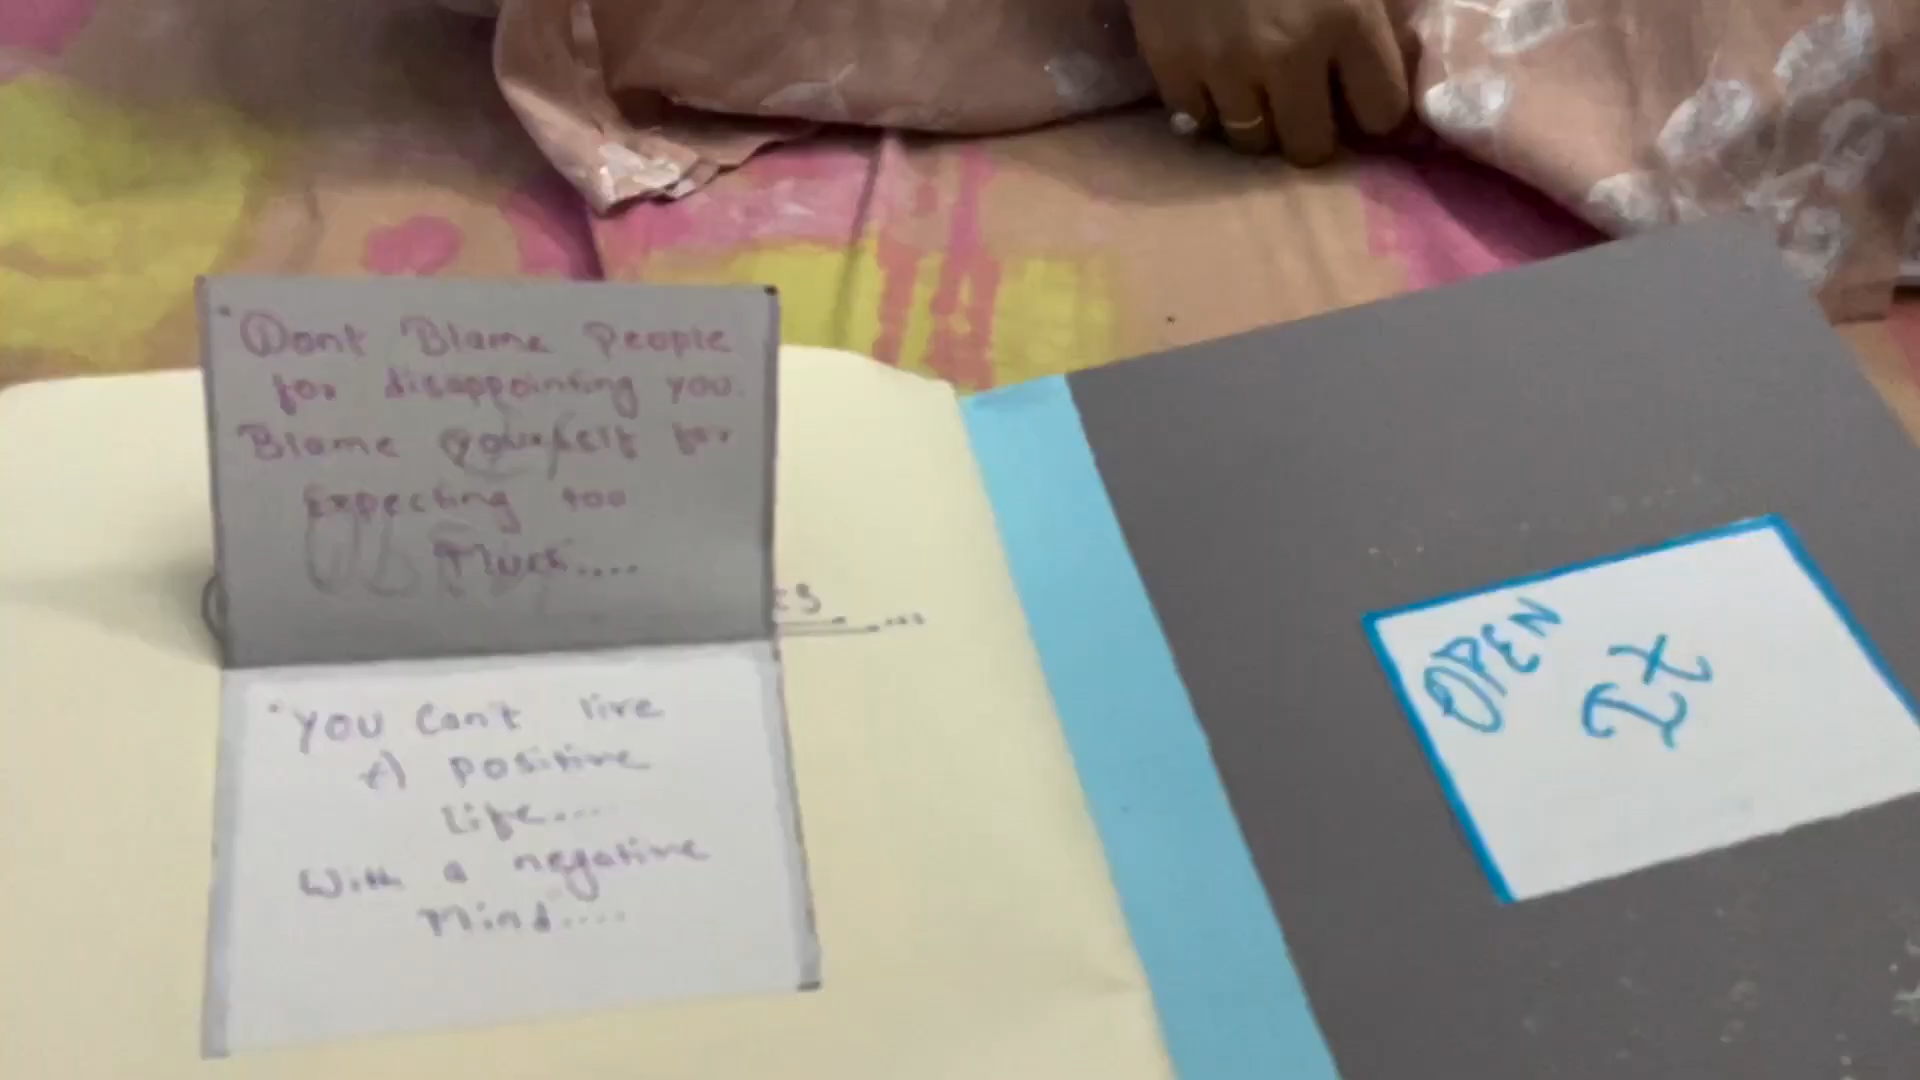 "Dont Blame People
for disappointing you.
Blame yourself for
Expecting too
Much....
"You Can't live
a positive
Life....
With a negative
Mind....
OPEN
It